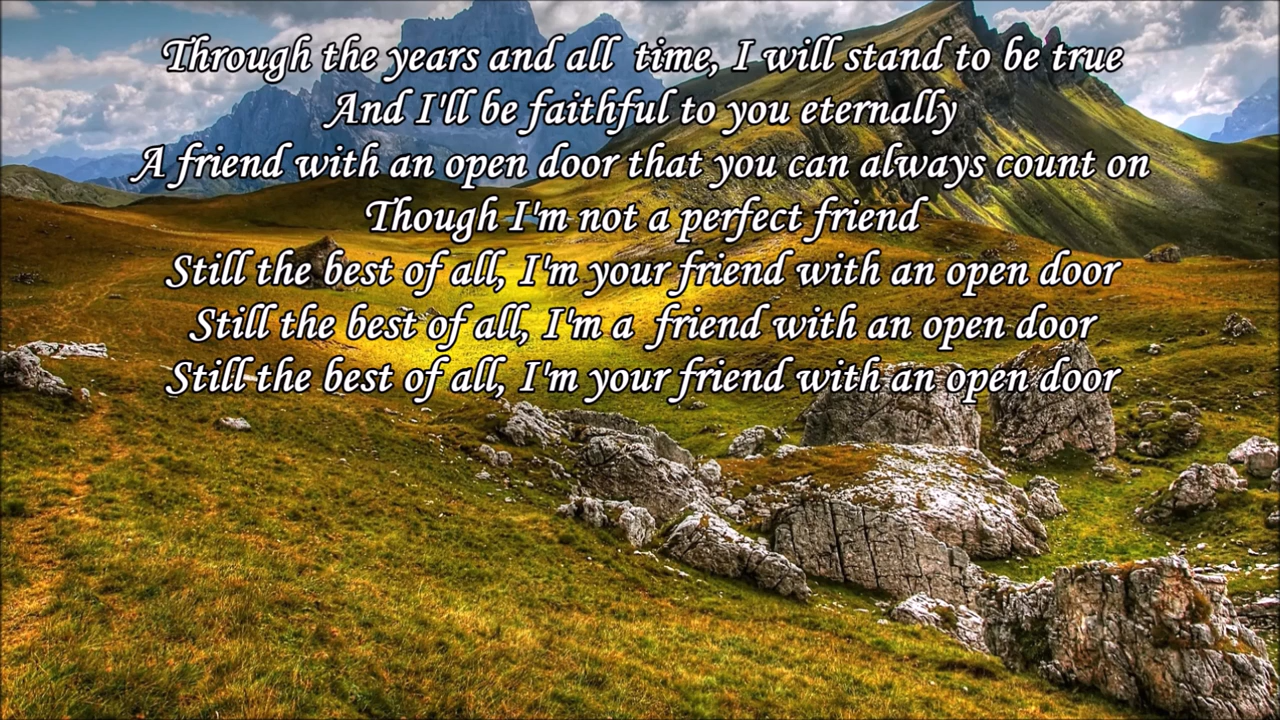 Through the years and all  time, I will stand to be true
And I'll be faithful to you eternally
A friend with an open door that you can always count on
Though I'm not a perfect friend
Still the best of all, I'm your friend with an open door
Still the best of all, I'm a  friend with an open door
Still the best of all, I'm your friend with an open door